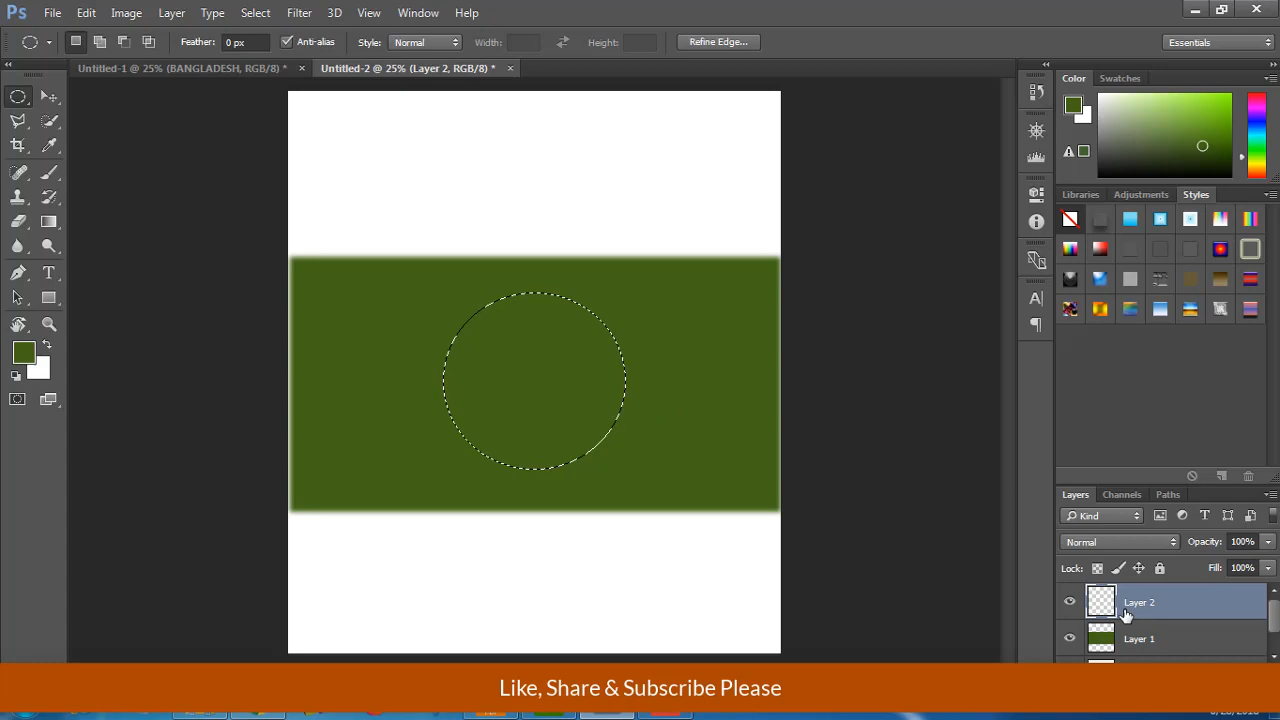 Ps File Edit Image Layer Type Select Filter 3D View Window Help
Feather: 0 px Anti-alias Style: Normal Width: Height: Refine Edge... Essentials
Untitled-1 @ 25% (BANGLADESH, RGB/8) * × Untitled-2 @ 25% (Layer 2, RGB/8) * ×
Color Swatches
Libraries Adjustments Styles
Layers Channels Paths
Kind
Normal Opacity: 100%
Lock: Fill: 100%
Layer 2
Layer 1
Like, Share & Subscribe Please